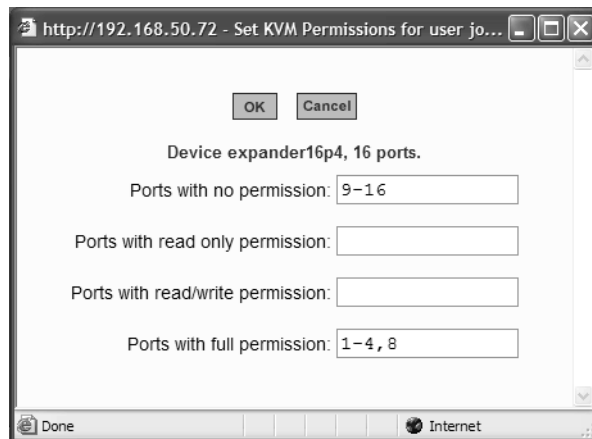 http://192.168.50.72 - Set KVM Permissions for user jo...
OK Cancel
Device expander16p4, 16 ports.
Ports with no permission: 9-16
Ports with read only permission:
Ports with read/write permission:
Ports with full permission: 1-4,8
Done Internet